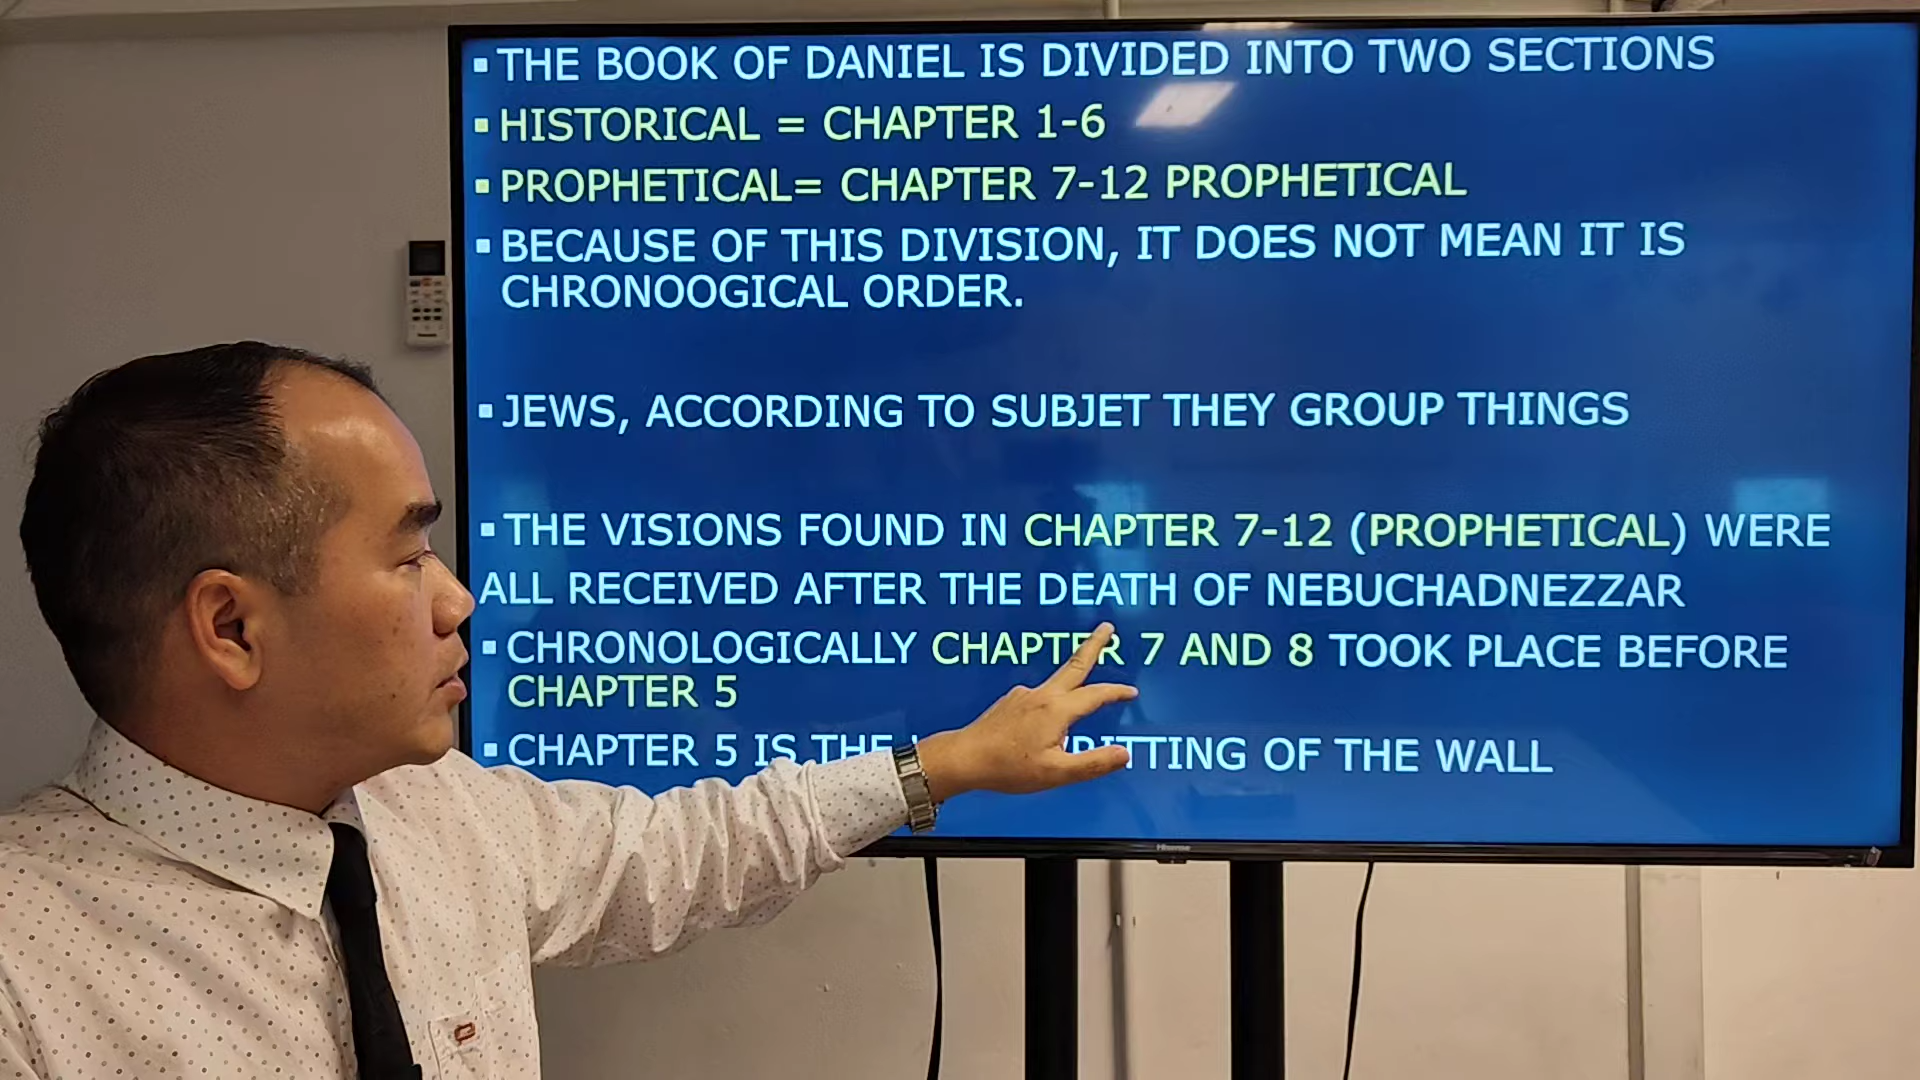 ▪THE BOOK OF DANIEL IS DIVIDED INTO TWO SECTIONS
▪HISTORICAL = CHAPTER 1-6
▪PROPHETICAL= CHAPTER 7-12 PROPHETICAL
▪BECAUSE OF THIS DIVISION, IT DOES NOT MEAN IT IS
CHRONOOGICAL ORDER.
▪JEWS, ACCORDING TO SUBJET THEY GROUP THINGS
▪THE VISIONS FOUND IN CHAPTER 7-12 (PROPHETICAL) WERE
ALL RECEIVED AFTER THE DEATH OF NEBUCHADNEZZAR
▪CHRONOLOGICALLY CHAPTER 7 AND 8 TOOK PLACE BEFORE
CHAPTER 5
▪CHAPTER 5 IS THE OF THE WALL
Hisense